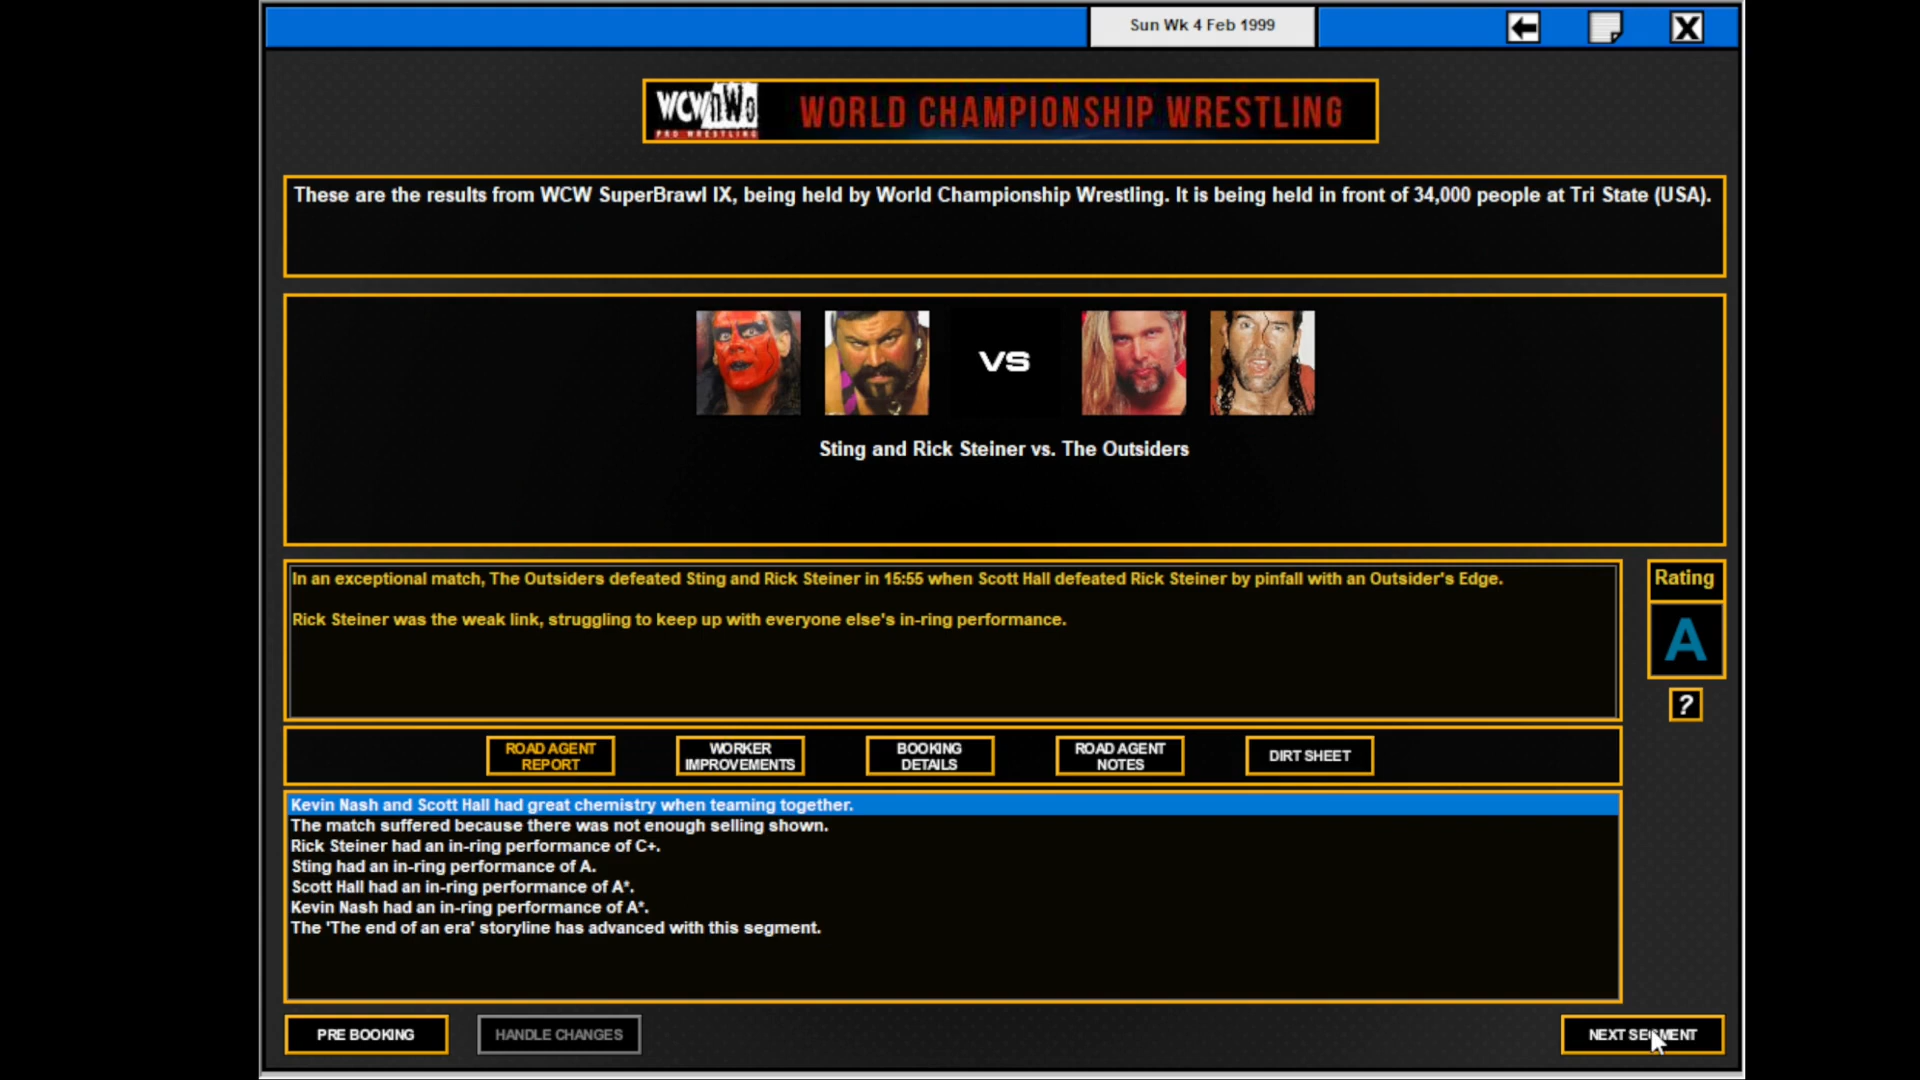 Sun Wk 4 Feb 1999
WCW nWo
PRO WRESTLING
WORLD CHAMPIONSHIP WRESTLING
These are the results from WCW SuperBrawl IX, being held by World Championship Wrestling. It is being held in front of 34,000 people at Tri State (USA).
VS
Sting and Rick Steiner vs. The Outsiders
In an exceptional match, The Outsiders defeated Sting and Rick Steiner in 15:55 when Scott Hall defeated Rick Steiner by pinfall with an Outsider's Edge.
Rick Steiner was the weak link, struggling to keep up with everyone else's in-ring performance.
Rating
A
?
ROAD AGENT
REPORT
WORKER
IMPROVEMENTS
BOOKING
DETAILS
ROAD AGENT
NOTES
DIRT SHEET
Kevin Nash and Scott Hall had great chemistry when teaming together.
The match suffered because there was not enough selling shown.
Rick Steiner had an in-ring performance of C+.
Sting had an in-ring performance of A.
Scott Hall had an in-ring performance of A*.
Kevin Nash had an in-ring performance of A*.
The 'The end of an era' storyline has advanced with this segment.
PRE BOOKING
HANDLE CHANGES
NEXT SEGMENT